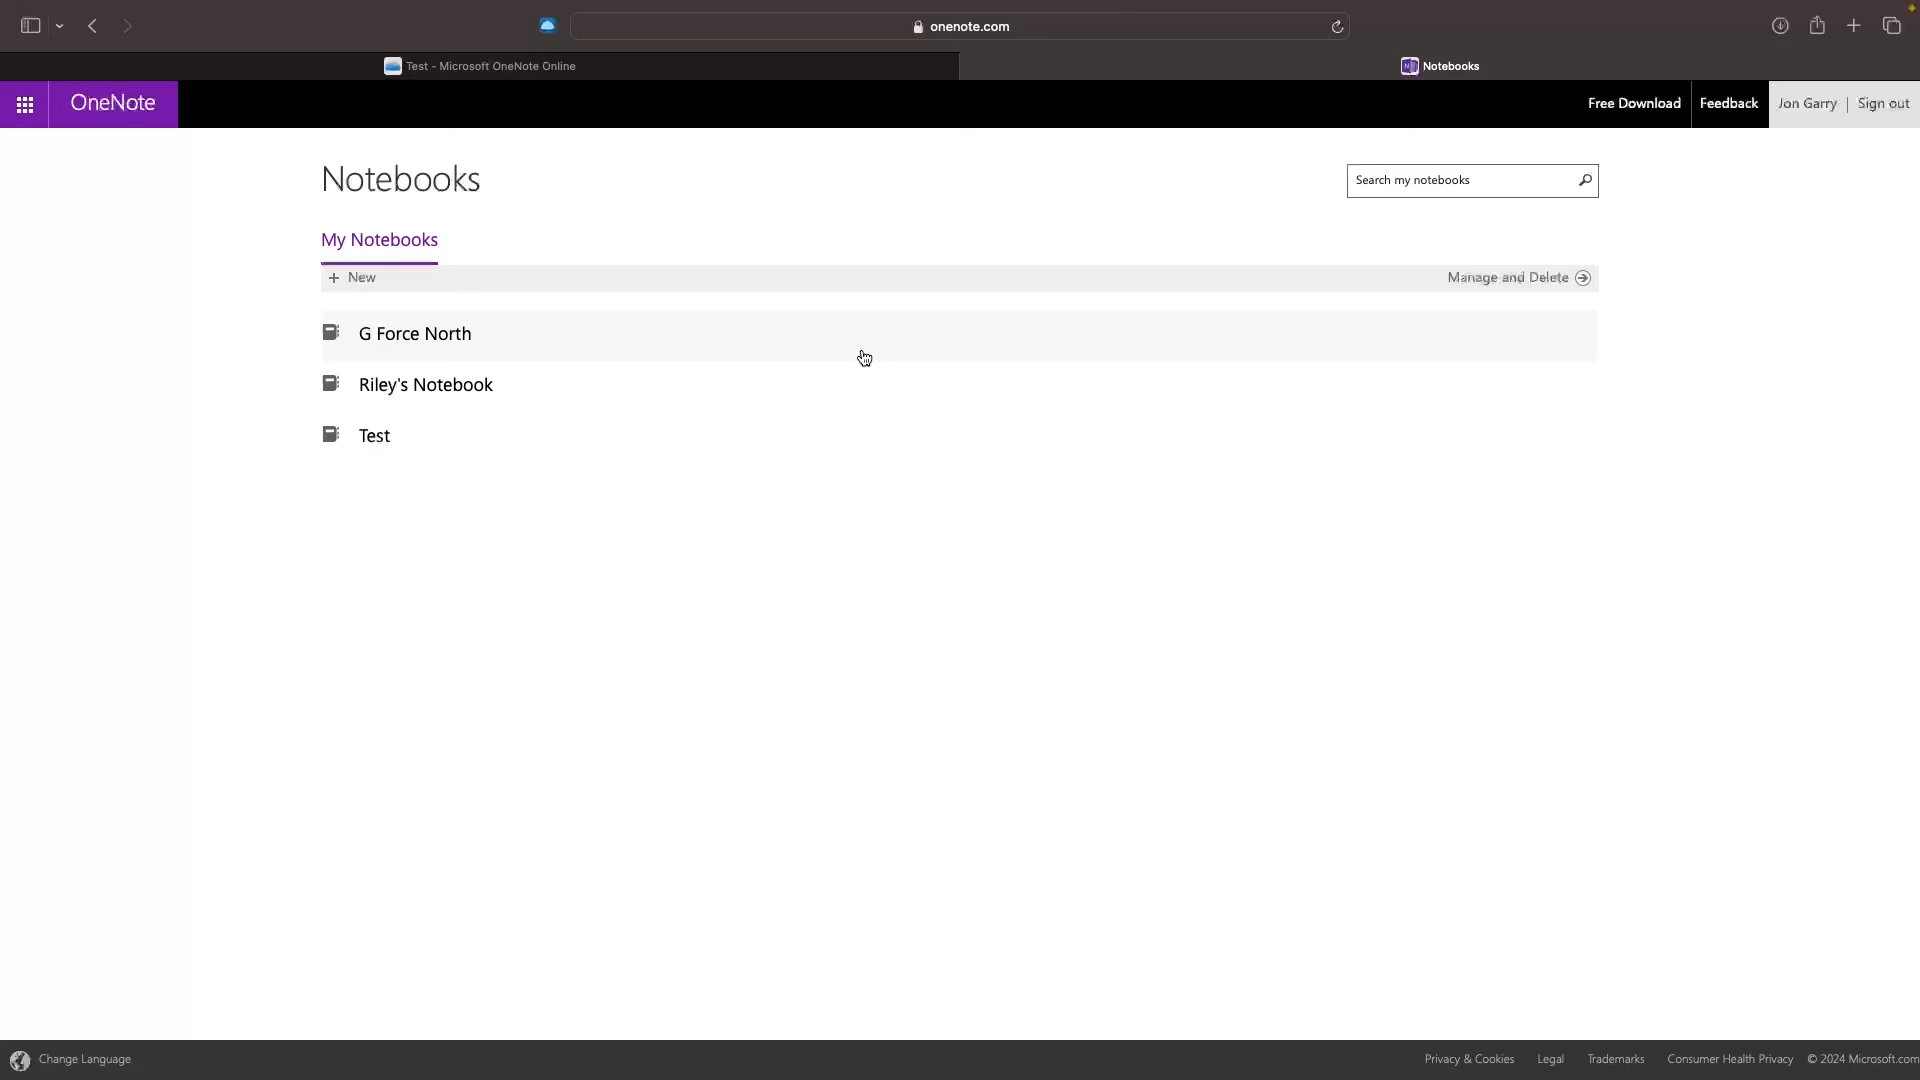 onenote.com
Test - Microsoft OneNote Online
Notebooks
OneNote
Free Download
Feedback
Jon Garry
Sign out
Notebooks
Search my notebooks
My Notebooks
New
Manage and Delete
G Force North
Riley's Notebook
Test
Change Language
Privacy & Cookies
Legal
Trademarks
Consumer Health Privacy
© 2024 Microsoft.com